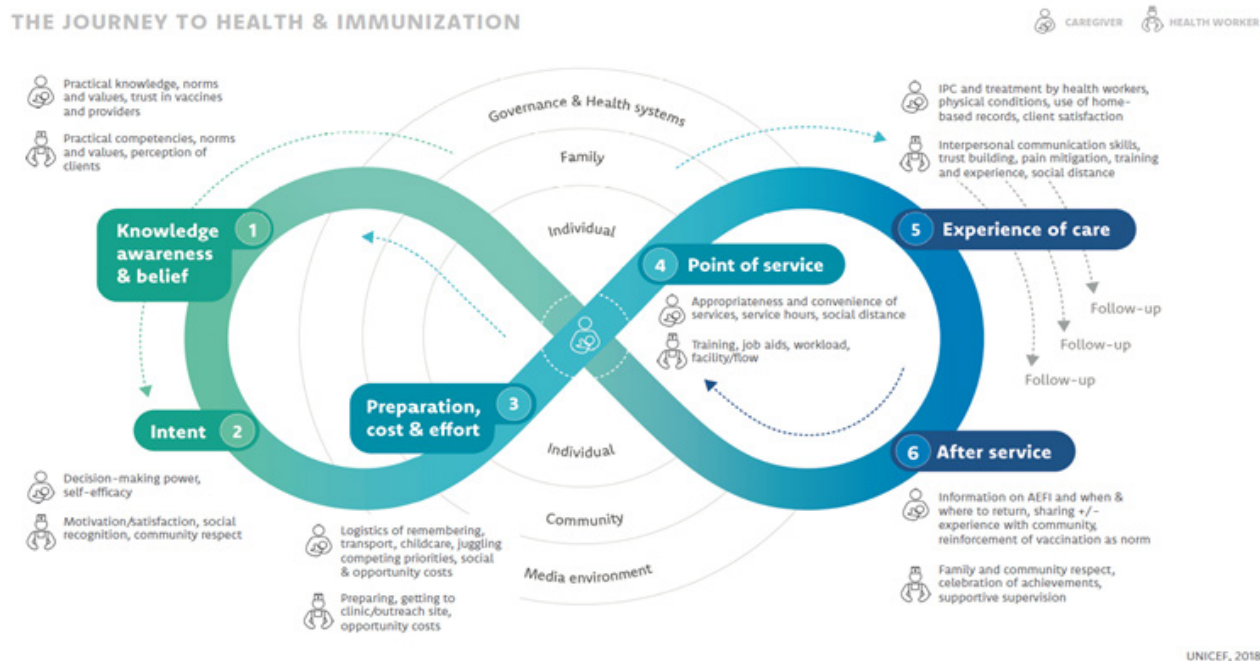 THE JOURNEY TO HEALTH & IMMUNIZATION
CAREGIVER
HEALTH WORKER
Practical knowledge, norms
and values, trust in vaccines
and providers
Practical competencies, norms
and values, perception of
clients
Governance & Health systems
Family
Individual
IPC and treatment by health workers,
physical conditions, use of home-
based records, client satisfaction
Interpersonal communication skills,
trust building, pain mitigation, training
and experience, social distance
1
Knowledge
awareness
& belief
Intent 2
Decision-making power,
self-efficacy
Motivation/satisfaction, social
recognition, community respect
Preparation,
cost & effort
3
Logistics of remembering,
transport, childcare, juggling
competing priorities, social
& opportunity costs
Preparing, getting to
clinic/outreach site,
opportunity costs
4 Point of service
Appropriateness and convenience of
services, service hours, social distance
Training, job aids, workload,
facility/flow
5 Experience of care
Follow-up
Follow-up
Follow-up
Individual
Community
Media environment
6 After service
Information on AEFI and when &
where to return, sharing +/-
experience with community,
reinforcement of vaccination as norm
Family and community respect,
celebration of achievements,
supportive supervision
UNICEF, 2018